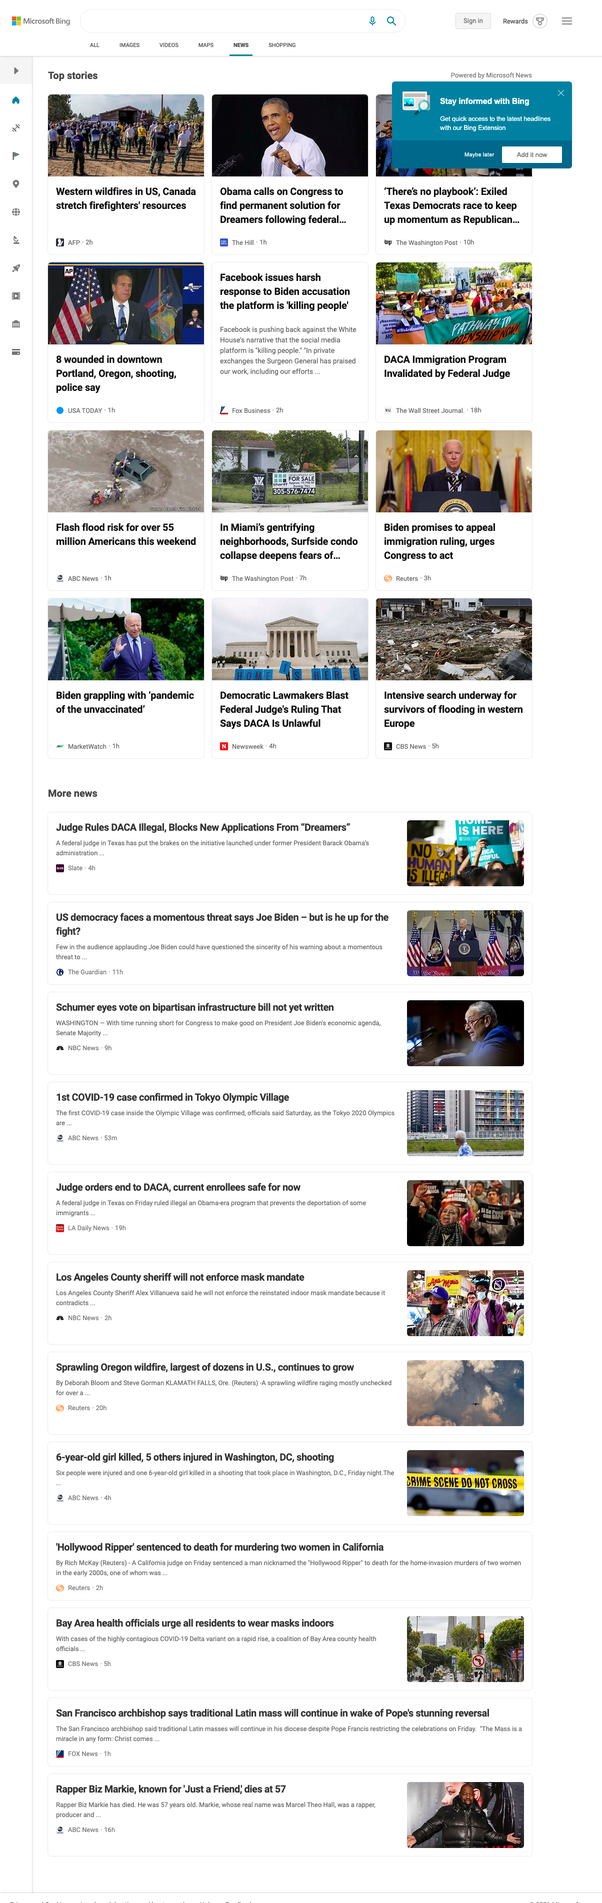 Microsoft Bing
Sign in
Rewards
ALL
IMAGES
VIDEOS
MAPS
NEWS
SHOPPING
Top stories
Powered by Microsoft News
Stay informed with Bing
Get quick access to the latest headlines
with our Bing Extension
Maybe later
Add it now
Western wildfires in US, Canada
stretch firefighters' resources
AFP · 2h
Obama calls on Congress to
find permanent solution for
Dreamers following federal...
The Hill · 1h
'There's no playbook': Exiled
Texas Democrats race to keep
up momentum as Republican...
The Washington Post · 10h
AP
8 wounded in downtown
Portland, Oregon, shooting,
police say
USA TODAY · 1h
Facebook issues harsh
response to Biden accusation
the platform is 'killing people'
Facebook is pushing back against the White
House's narrative that the social media
platform is "killing people." "In private
exchanges the Surgeon General has praised
our work, including our efforts ...
Fox Business · 2h
PATHWAY TO
DACA Immigration Program
Invalidated by Federal Judge
The Wall Street Journal. · 18h
Flash flood risk for over 55
million Americans this weekend
ABC News · 1h
FOR SALE
305-576-7474
In Miami's gentrifying
neighborhoods, Surfside condo
collapse deepens fears of...
The Washington Post · 7h
Biden promises to appeal
immigration ruling, urges
Congress to act
Reuters · 3h
Biden grappling with 'pandemic
of the unvaccinated'
MarketWatch · 1h
HOME IS HERE
Democratic Lawmakers Blast
Federal Judge's Ruling That
Says DACA Is Unlawful
Newsweek · 4h
Intensive search underway for
survivors of flooding in western
Europe
CBS News · 5h
More news
Judge Rules DACA Illegal, Blocks New Applications From "Dreamers"
A federal judge in Texas has put the brakes on the initiative launched under former President Barack Obama's
administration ...
Slate · 4h
HOME
IS HERE
NO
HUMAN
IS ILLEGAL
US democracy faces a momentous threat says Joe Biden – but is he up for the
fight?
Few in the audience applauding Joe Biden could have questioned the sincerity of his warning about a momentous
threat to ...
The Guardian · 11h
Schumer eyes vote on bipartisan infrastructure bill not yet written
WASHINGTON — With time running short for Congress to make good on President Joe Biden's economic agenda,
Senate Majority ...
NBC News · 9h
1st COVID-19 case confirmed in Tokyo Olympic Village
The first COVID-19 case inside the Olympic Village was confirmed, officials said Saturday, as the Tokyo 2020 Olympics
are ...
ABC News · 53m
Judge orders end to DACA, current enrollees safe for now
A federal judge in Texas on Friday ruled illegal an Obama-era program that prevents the deportation of some
immigrants ...
LA Daily News · 19h
Los Angeles County sheriff will not enforce mask mandate
Los Angeles County Sheriff Alex Villanueva said he will not enforce the reinstated indoor mask mandate because it
contradicts ...
NBC News · 2h
Sprawling Oregon wildfire, largest of dozens in U.S., continues to grow
By Deborah Bloom and Steve Gorman KLAMATH FALLS, Ore. (Reuters) -A sprawling wildfire raging mostly unchecked
for over a ...
Reuters · 20h
6-year-old girl killed, 5 others injured in Washington, DC, shooting
Six people were injured and one 6-year-old girl killed in a shooting that took place in Washington, D.C., Friday night.The
...
ABC News · 4h
CRIME SCENE DO NOT CROSS
'Hollywood Ripper' sentenced to death for murdering two women in California
By Rich McKay (Reuters) - A California judge on Friday sentenced a man nicknamed the "Hollywood Ripper" to death for the home-invasion murders of two women
in the early 2000s, one of whom was ...
Reuters · 2h
Bay Area health officials urge all residents to wear masks indoors
With cases of the highly contagious COVID-19 Delta variant on a rapid rise, a coalition of Bay Area county health
officials ...
CBS News · 5h
San Francisco archbishop says traditional Latin mass will continue in wake of Pope's stunning reversal
The San Francisco archbishop said traditional Latin masses will continue in his diocese despite Pope Francis restricting the celebrations on Friday. "The Mass is a
miracle in any form: Christ comes ...
FOX News · 1h
Rapper Biz Markie, known for 'Just a Friend,' dies at 57
Rapper Biz Markie has died. He was 57 years old. Markie, whose real name was Marcel Theo Hall, was a rapper,
producer and ...
ABC News · 16h